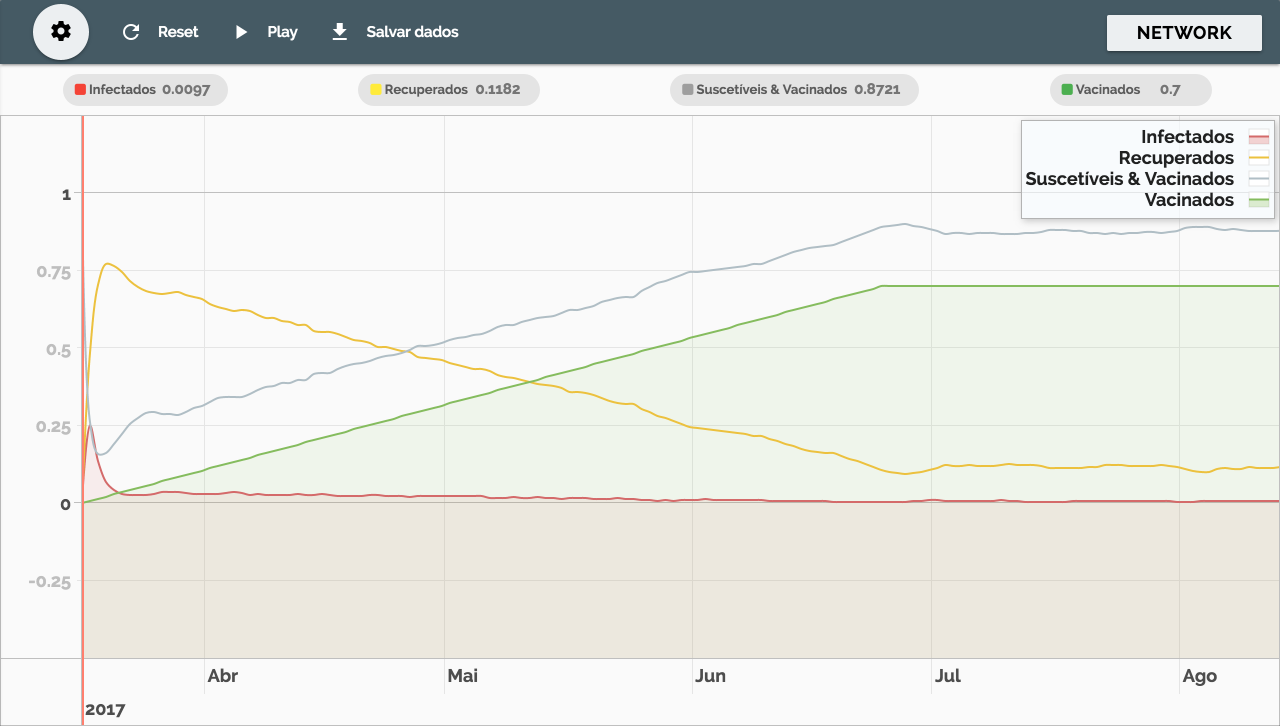 Reset Play Salvar dados NETWORK
Infectados 0.0097 Recuperados 0.1182 Suscetíveis & Vacinados 0.8721 Vacinados 0.7
Infectados
Recuperados
Suscetíveis & Vacinados
Vacinados
1
0.75
0.5
0.25
0
-0.25
Abr Mai Jun Jul Ago
2017